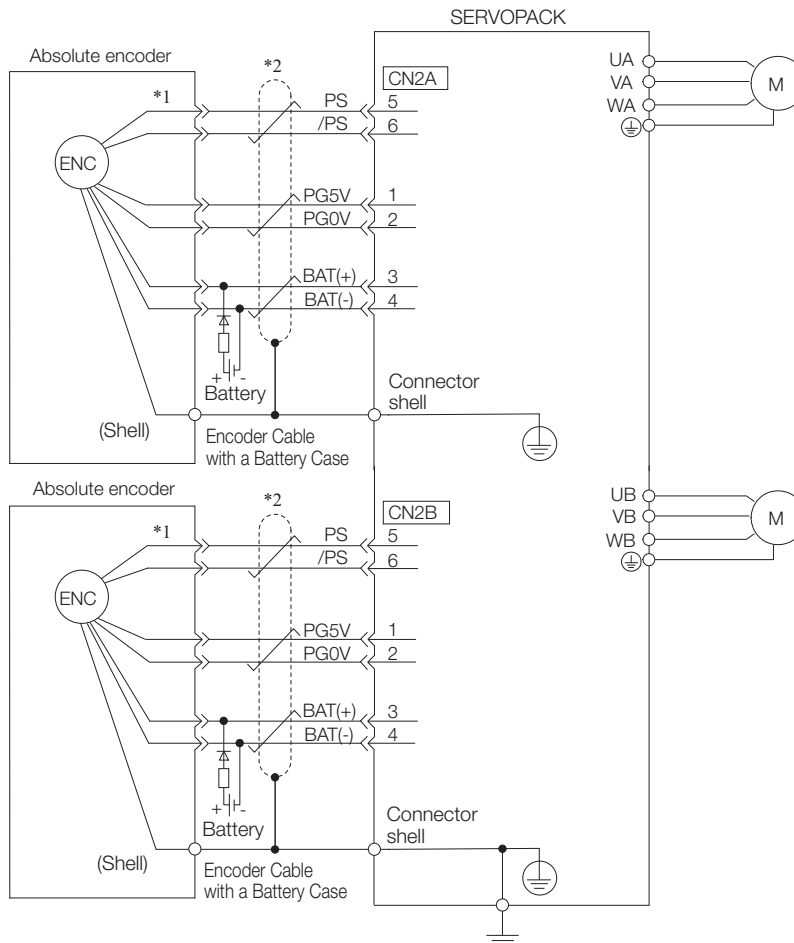 SERVOPACK
Absolute encoder
*1
*2
CN2A
ENC
PS 5
/PS 6
PG5V 1
PG0V 2
BAT(+) 3
BAT(-) 4
+ -
Battery
(Shell)
Encoder Cable
with a Battery Case
Connector
shell
UA
VA
WA
M
Absolute encoder
*1
*2
CN2B
ENC
PS 5
/PS 6
PG5V 1
PG0V 2
BAT(+) 3
BAT(-) 4
+ -
Battery
(Shell)
Encoder Cable
with a Battery Case
Connector
shell
UB
VB
WB
M